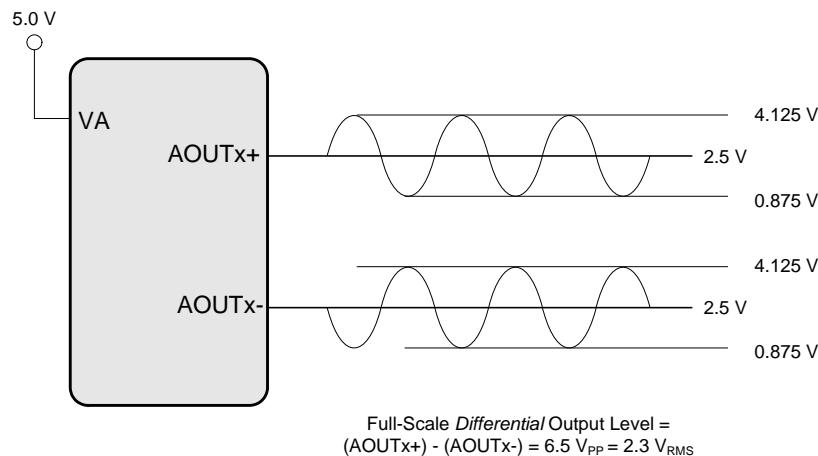 5.0 V
VA
AOUTx+
4.125 V
2.5 V
0.875 V
AOUTx-
4.125 V
2.5 V
0.875 V
Full-Scale Differential Output Level =
(AOUTx+) - (AOUTx-) = 6.5 VPP = 2.3 VRMS